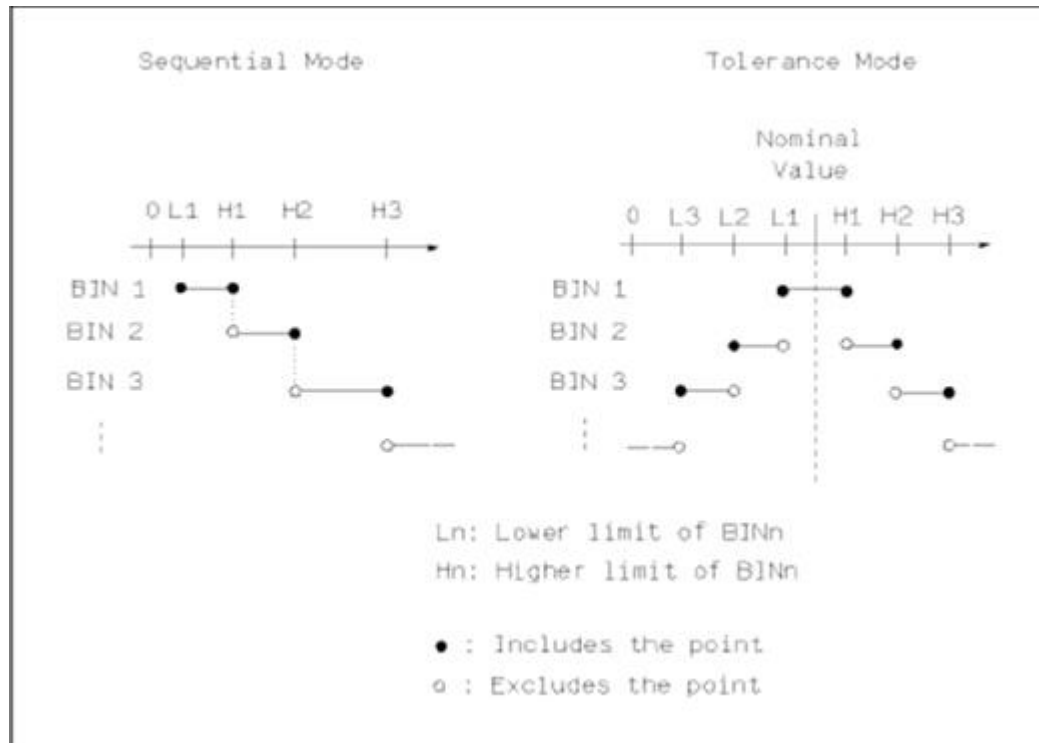 Sequential Mode
Tolerance Mode
Nominal
Value
0 L1 H1 H2 H3
0 L3 L2 L1 H1 H2 H3
BIN 1
BIN 1
BIN 2
BIN 2
BIN 3
BIN 3
Ln: Lower limit of BINn
Hn: Higher limit of BINn
: Includes the point
: Excludes the point